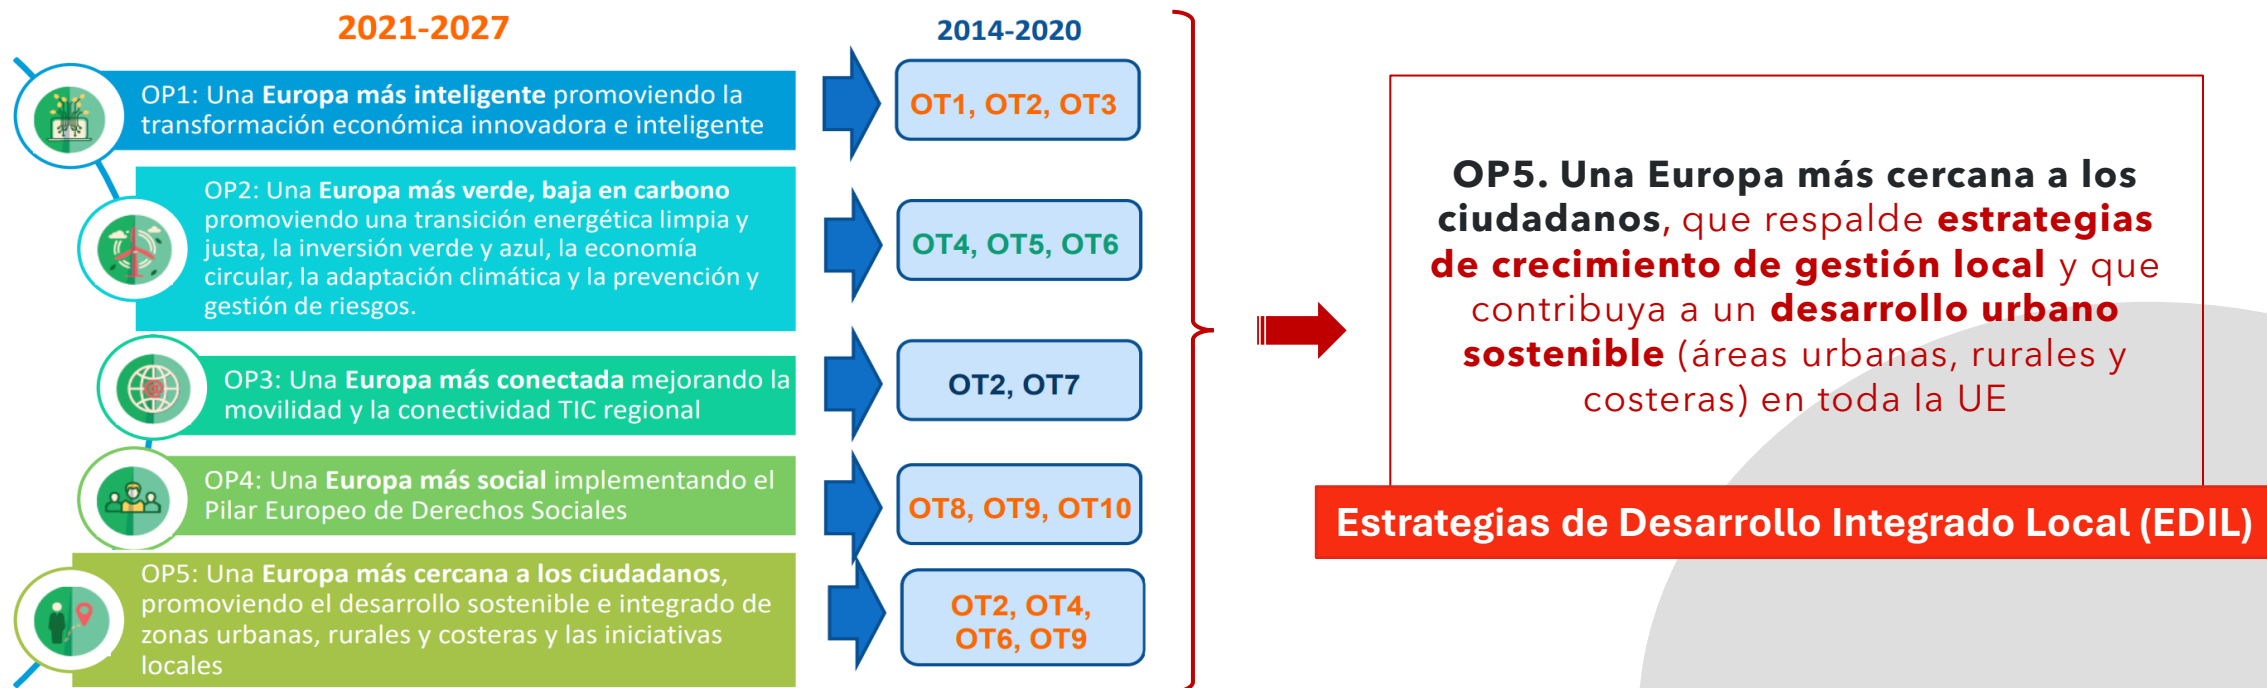 2021-2027
2014-2020
OP1: Una Europa más inteligente promoviendo la
transformación económica innovadora e inteligente
OT1, OT2, OT3
OP2: Una Europa más verde, baja en carbono
promoviendo una transición energética limpia y
justa, la inversión verde y azul, la economía
circular, la adaptación climática y la prevención y
gestión de riesgos.
OT4, OT5, OT6
OP3: Una Europa más conectada mejorando la
movilidad y la conectividad TIC regional
OT2, OT7
OP4: Una Europa más social implementando el
Pilar Europeo de Derechos Sociales
OT8, OT9, OT10
OP5: Una Europa más cercana a los ciudadanos,
promoviendo el desarrollo sostenible e integrado de
zonas urbanas, rurales y costeras y las iniciativas
locales
OT2, OT4,
OT6, OT9
OP5. Una Europa más cercana a los
ciudadanos, que respalde estrategias
de crecimiento de gestión local y que
contribuya a un desarrollo urbano
sostenible (áreas urbanas, rurales y
costeras) en toda la UE
Estrategias de Desarrollo Integrado Local (EDIL)